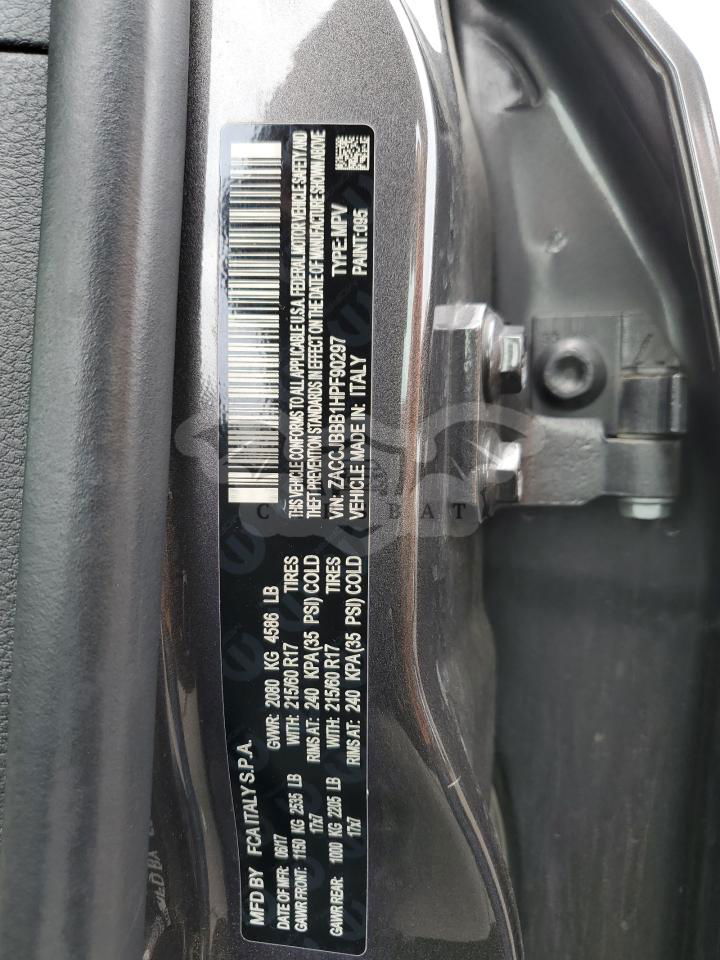 MFD BY FCA ITALY S.P.A.
DATE OF MFR: 06/17 GVWR: 2080 KG 4586 LB
GAWR FRONT: 1150 KG 2535 LB WITH: 215/60 R17 TIRES
17x7 RIMS AT: 240 KPA (35 PSI) COLD
GAWR REAR: 1000 KG 2205 LB WITH: 215/60 R17 TIRES
17x7 RIMS AT: 240 KPA (35 PSI) COLD
THIS VEHICLE CONFORMS TO ALL APPLICABLE U.S.A. FEDERAL MOTOR VEHICLE SAFETY AND
THEFT PREVENTION STANDARDS IN EFFECT ON THE DATE OF MANUFACTURE SHOWN ABOVE
VIN: ZACCJBBB1HPF90297 TYPE:MPV
VEHICLE MADE IN: ITALY PAINT:095